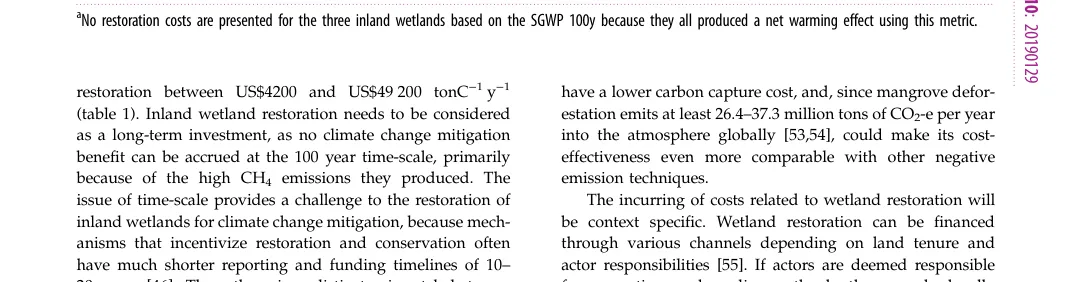 ᵃNo restoration costs are presented for the three inland wetlands based on the SGWP 100y because they all produced a net warming effect using this metric.
restoration between US$4200 and US$49 200 tonC⁻¹ y⁻¹
(table 1). Inland wetland restoration needs to be considered
as a long-term investment, as no climate change mitigation
benefit can be accrued at the 100 year time-scale, primarily
because of the high CH₄ emissions they produced. The
issue of time-scale provides a challenge to the restoration of
inland wetlands for climate change mitigation, because mech-
anisms that incentivize restoration and conservation often
have much shorter reporting and funding timelines of 10–
have a lower carbon capture cost, and, since mangrove defor-
estation emits at least 26.4–37.3 million tons of CO₂-e per year
into the atmosphere globally [53,54], could make its cost-
effectiveness even more comparable with other negative
emission techniques.
The incurring of costs related to wetland restoration will
be context specific. Wetland restoration can be financed
through various channels depending on land tenure and
actor responsibilities [55]. If actors are deemed responsible
10: 20190129